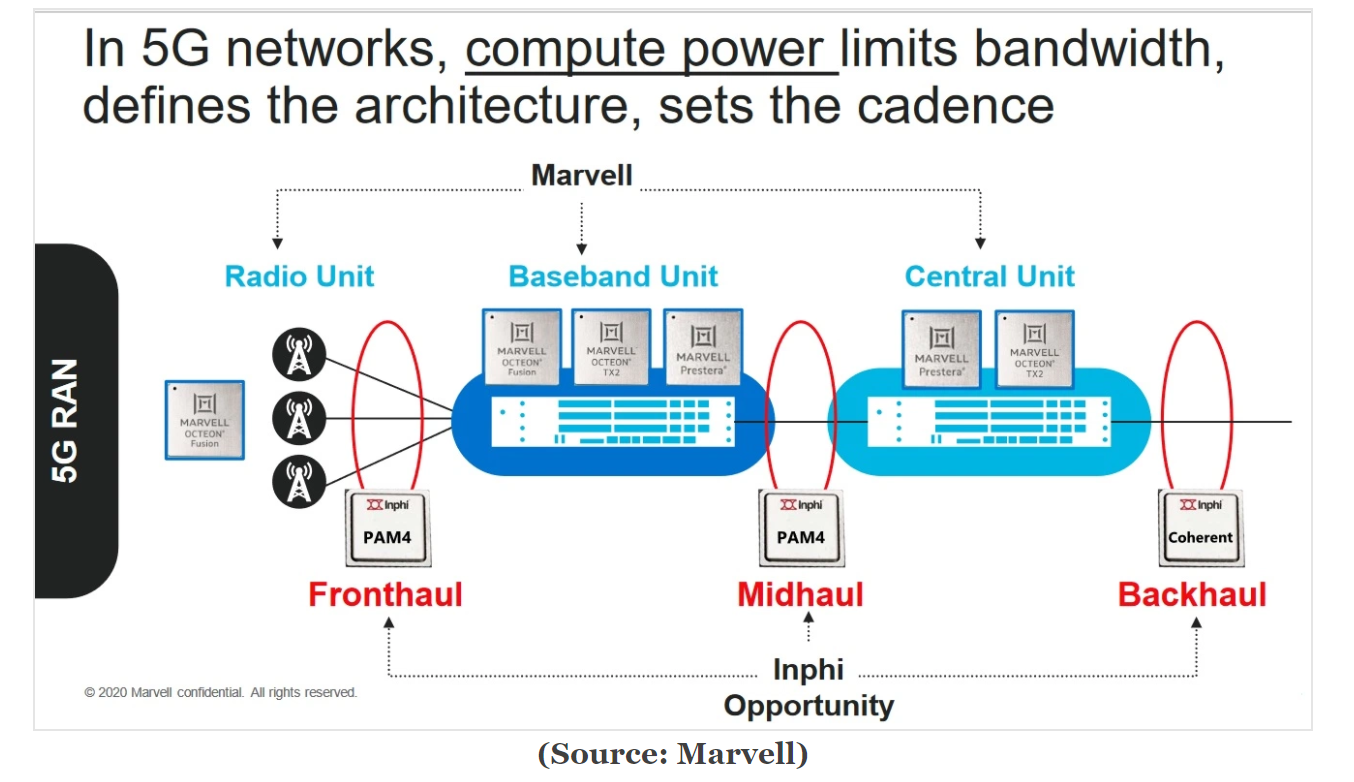 In 5G networks, compute power limits bandwidth,
defines the architecture, sets the cadence
Marvell
Radio Unit
Baseband Unit
Central Unit
5G RAN
MARVELL
OCTEON®
Fusion
MARVELL
OCTEON®
Fusion
MARVELL
OCTEON®
TX2
MARVELL
Prestera®
MARVELL
Prestera®
MARVELL
OCTEON®
TX2
Inphi
PAM4
Inphi
PAM4
Inphi
Coherent
Fronthaul
Midhaul
Backhaul
Inphi
Opportunity
© 2020 Marvell confidential. All rights reserved.
(Source: Marvell)